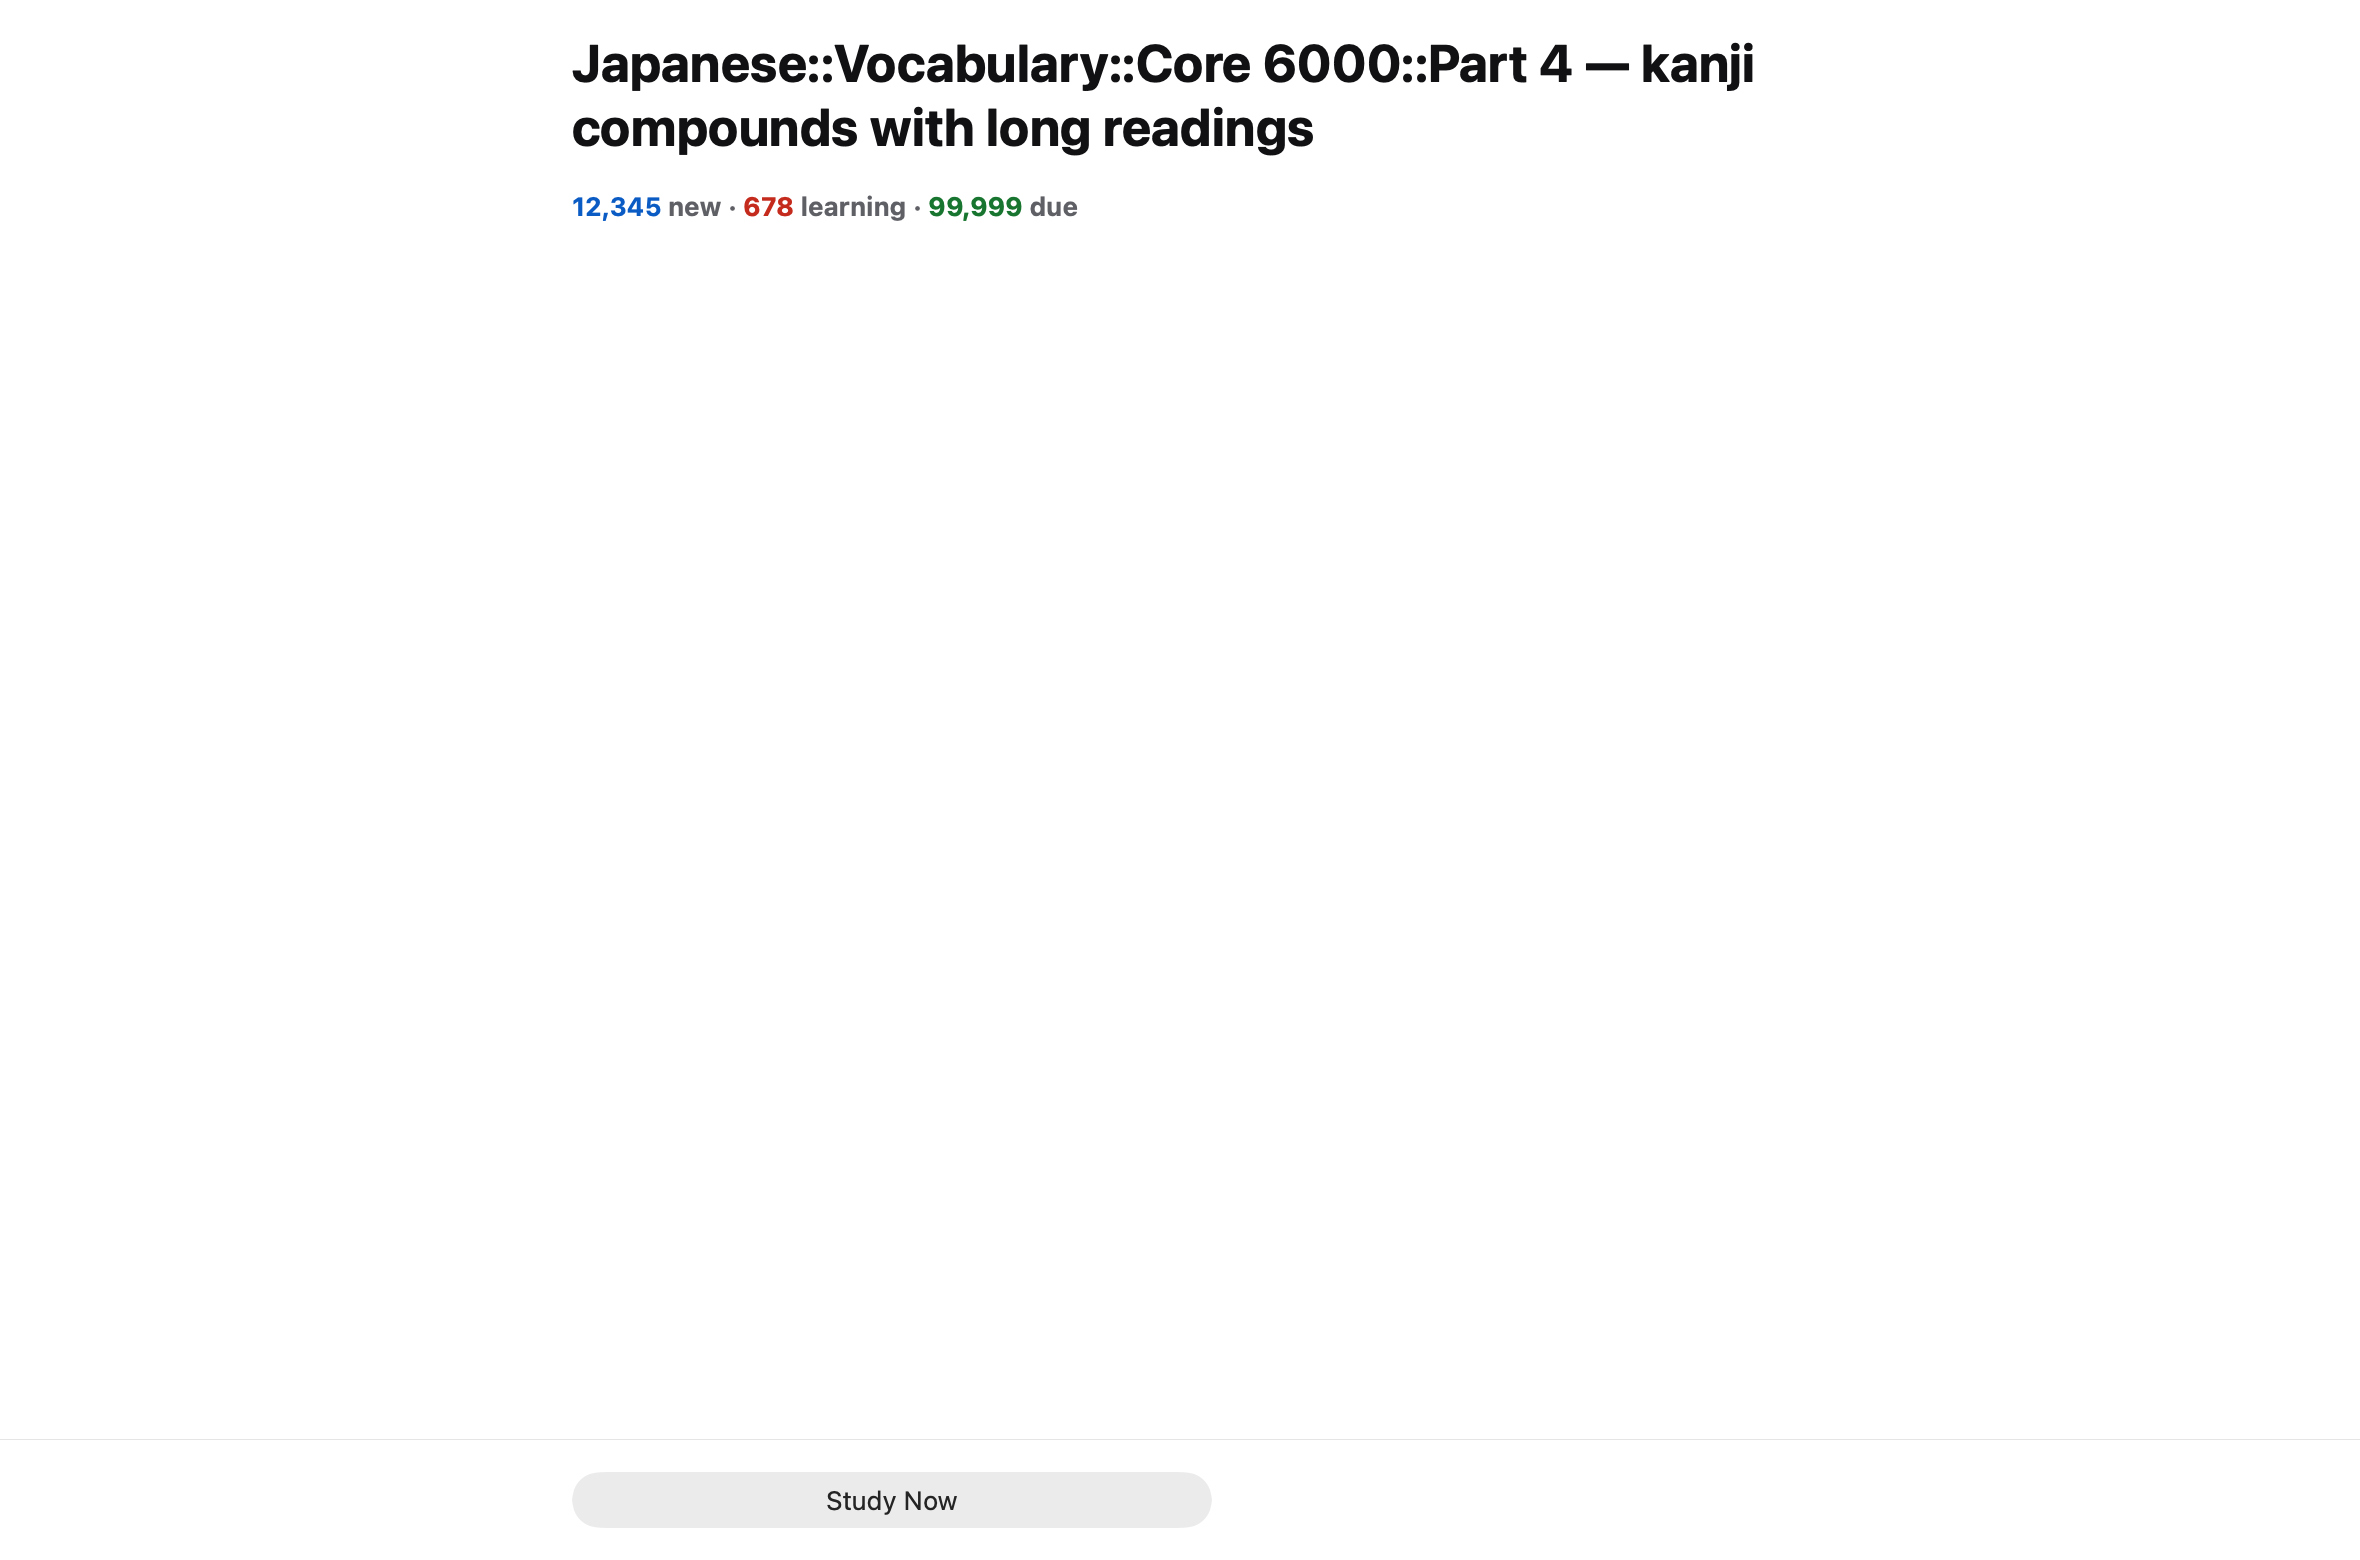 Japanese::Vocabulary::Core 6000::Part 4 — kanji
compounds with long readings
12,345 new · 678 learning · 99,999 due
Study Now